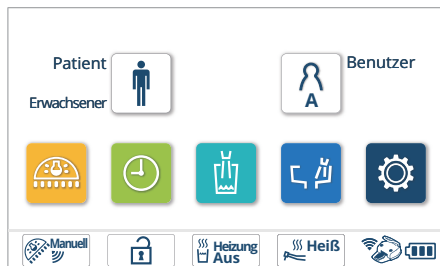 Patient
Benutzer
Erwachsener
A
Manuell
Heizung
Aus
Heiß